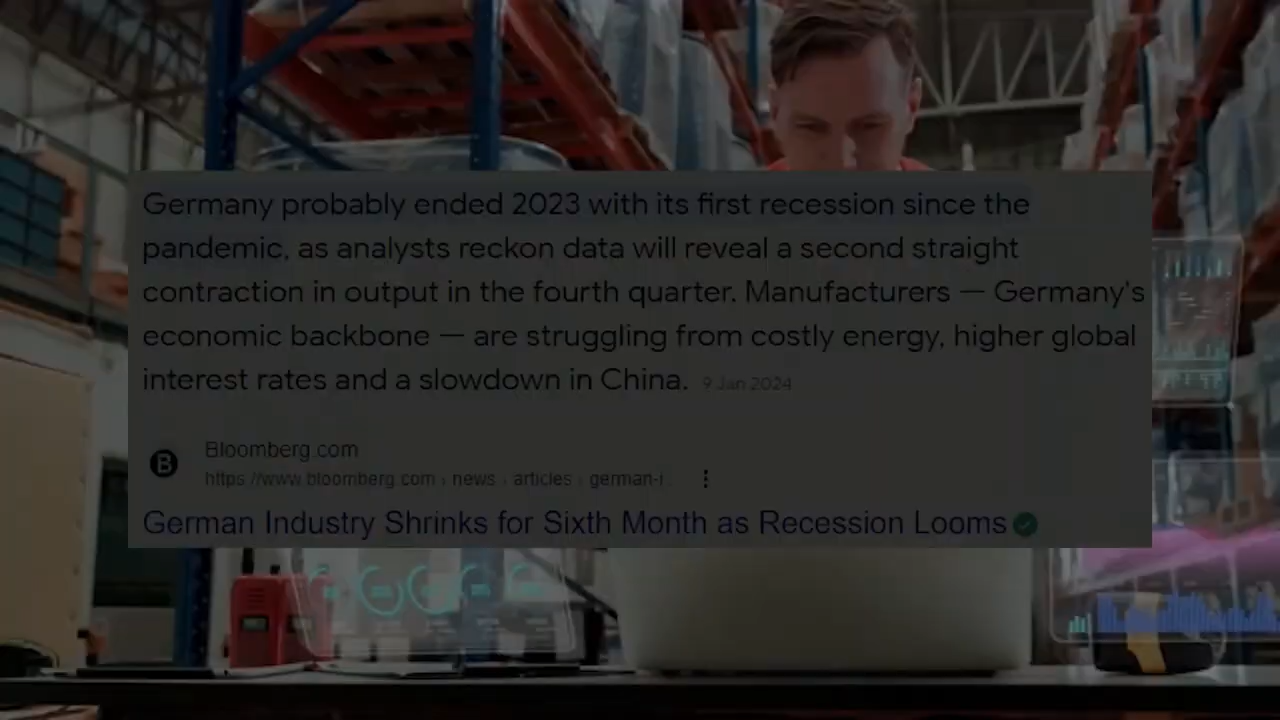 Germany probably ended 2023 with its first recession since the
pandemic, as analysts reckon data will reveal a second straight
contraction in output in the fourth quarter. Manufacturers — Germany's
economic backbone — are struggling from costly energy, higher global
interest rates and a slowdown in China. 9 Jan 2024
B
Bloomberg.com
https://www.bloomberg.com › news › articles › german-i...
German Industry Shrinks for Sixth Month as Recession Looms